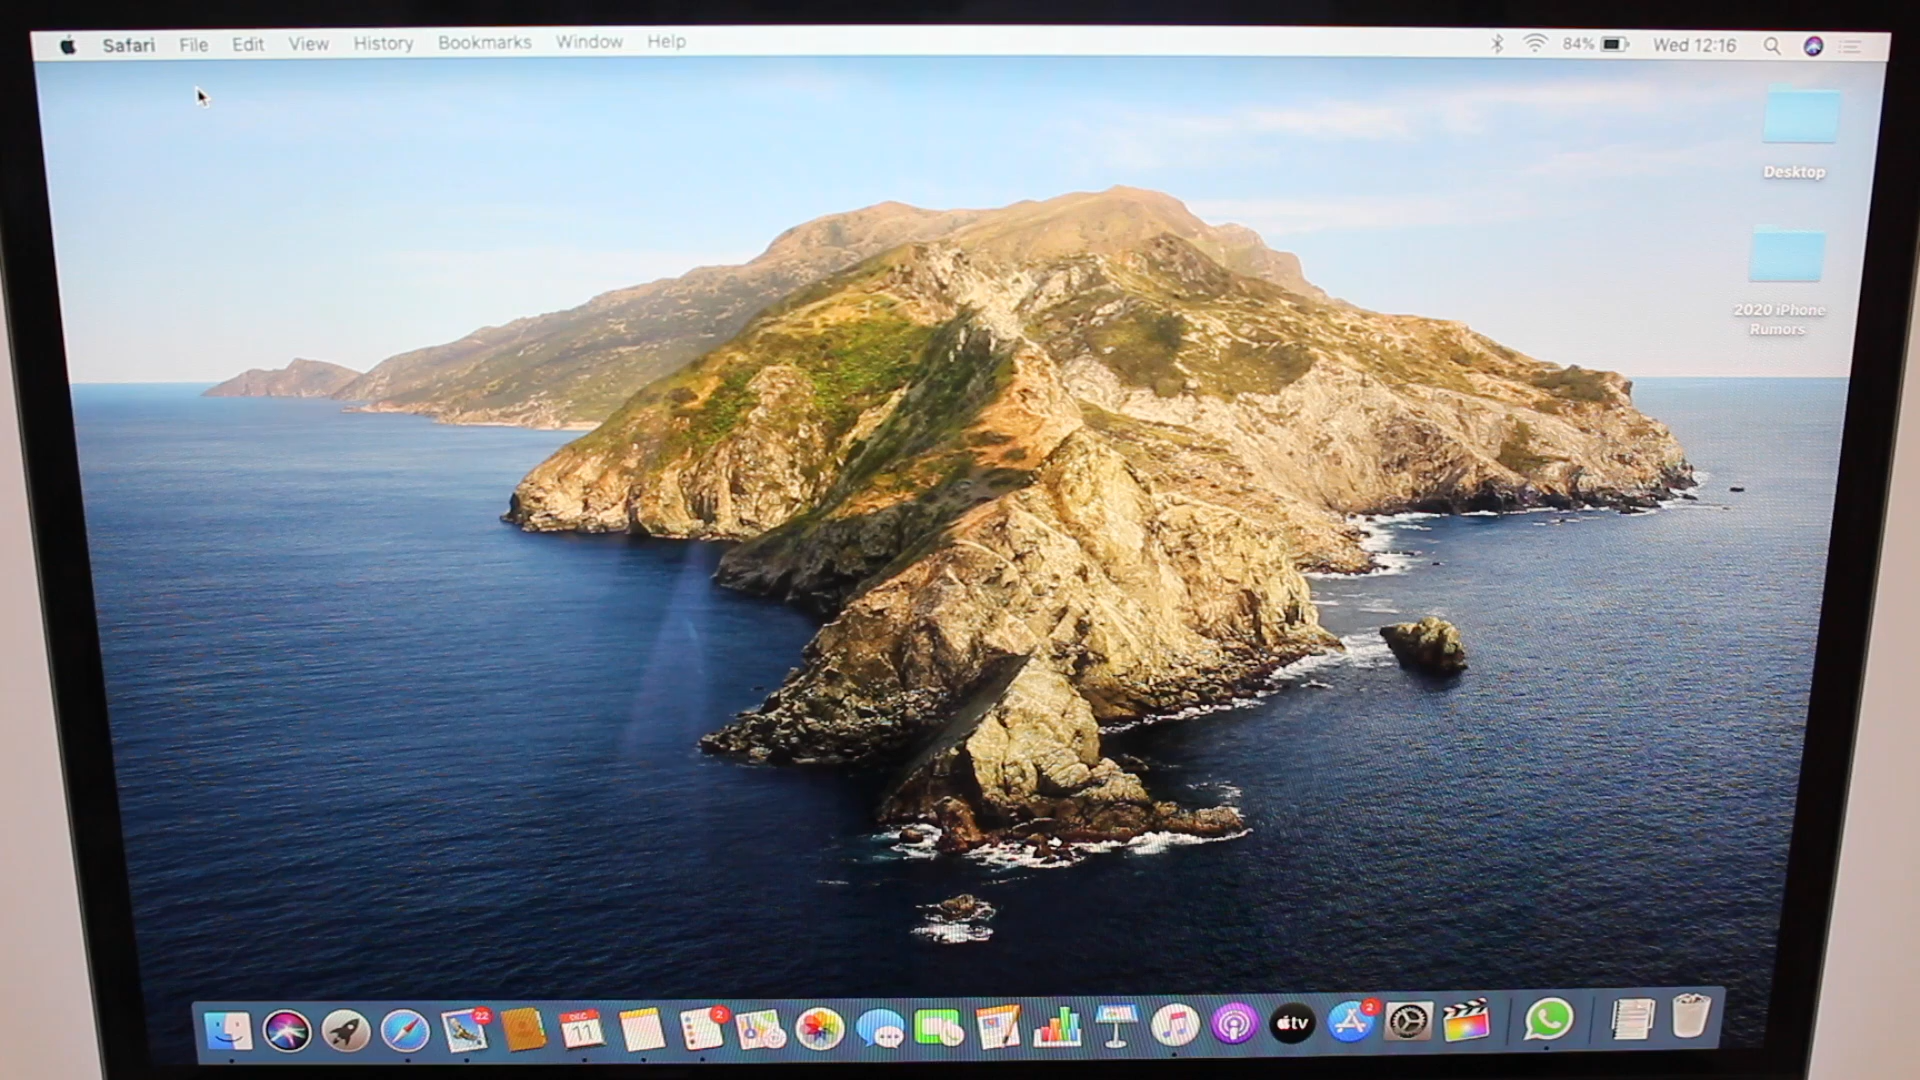 Safari File Edit View History Bookmarks Window Help 84% Wed 12:16
Desktop
2020 iPhone
Rumors
22
DEC
11
2
tv
2